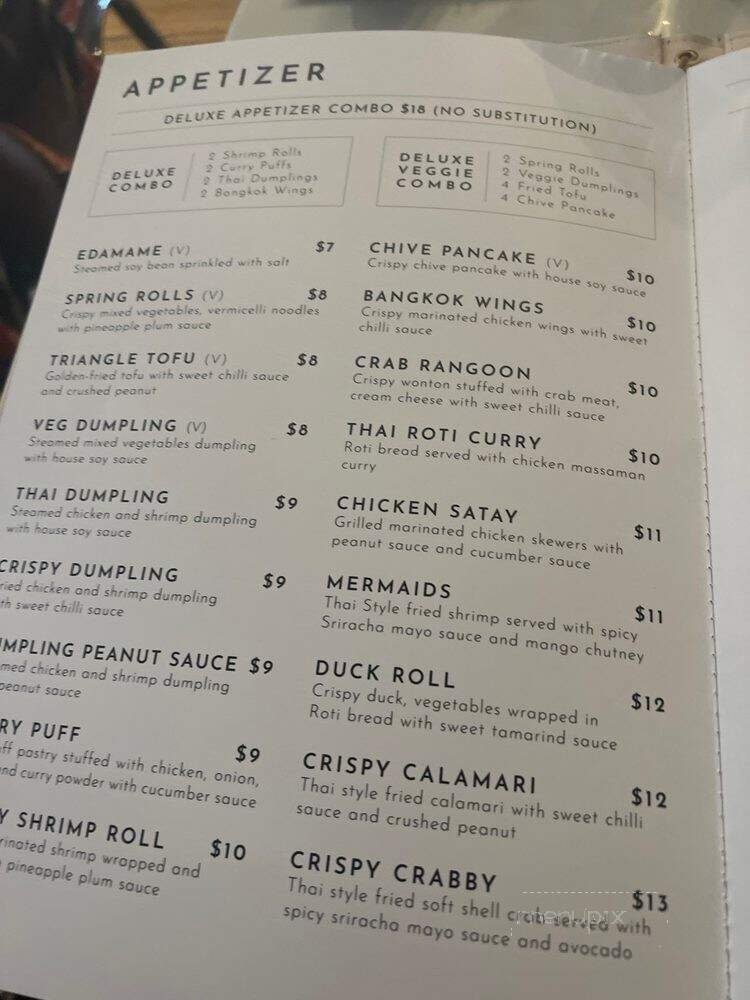 APPETIZER
DELUXE APPETIZER COMBO $18 (NO SUBSTITUTION)
DELUXE
COMBO
2 Shrimp Rolls
2 Curry Puffs
2 Thai Dumplings
2 Bangkok Wings
DELUXE
VEGGIE
COMBO
2 Spring Rolls
2 Veggie Dumplings
4 Fried Tofu
4 Chive Pancake
EDAMAME (V) $7
Steamed soy bean sprinkled with salt
SPRING ROLLS (V) $8
Crispy mixed vegetables, vermicelli noodles
with pineapple plum sauce
TRIANGLE TOFU (V) $8
Golden-fried tofu with sweet chilli sauce
and crushed peanut
VEG DUMPLING (V) $8
Steamed mixed vegetables dumpling
with house soy sauce
THAI DUMPLING $9
Steamed chicken and shrimp dumpling
with house soy sauce
CRISPY DUMPLING $9
ried chicken and shrimp dumpling
th sweet chilli sauce
UMPLING PEANUT SAUCE $9
med chicken and shrimp dumpling
peanut sauce
RY PUFF $9
ff pastry stuffed with chicken, onion,
nd curry powder with cucumber sauce
Y SHRIMP ROLL $10
rinated shrimp wrapped and
pineapple plum sauce
CHIVE PANCAKE (V) $10
Crispy chive pancake with house soy sauce
BANGKOK WINGS $10
Crispy marinated chicken wings with sweet
chilli sauce
CRAB RANGOON $10
Crispy wonton stuffed with crab meat,
cream cheese with sweet chilli sauce
THAI ROTI CURRY $10
Roti bread served with chicken massaman
curry
CHICKEN SATAY $11
Grilled marinated chicken skewers with
peanut sauce and cucumber sauce
MERMAIDS $11
Thai Style fried shrimp served with spicy
Sriracha mayo sauce and mango chutney
DUCK ROLL $12
Crispy duck, vegetables wrapped in
Roti bread with sweet tamarind sauce
CRISPY CALAMARI $12
Thai style fried calamari with sweet chilli
sauce and crushed peanut
CRISPY CRABBY $13
Thai style fried soft shell crab served with
spicy sriracha mayo sauce and avocado
menupix